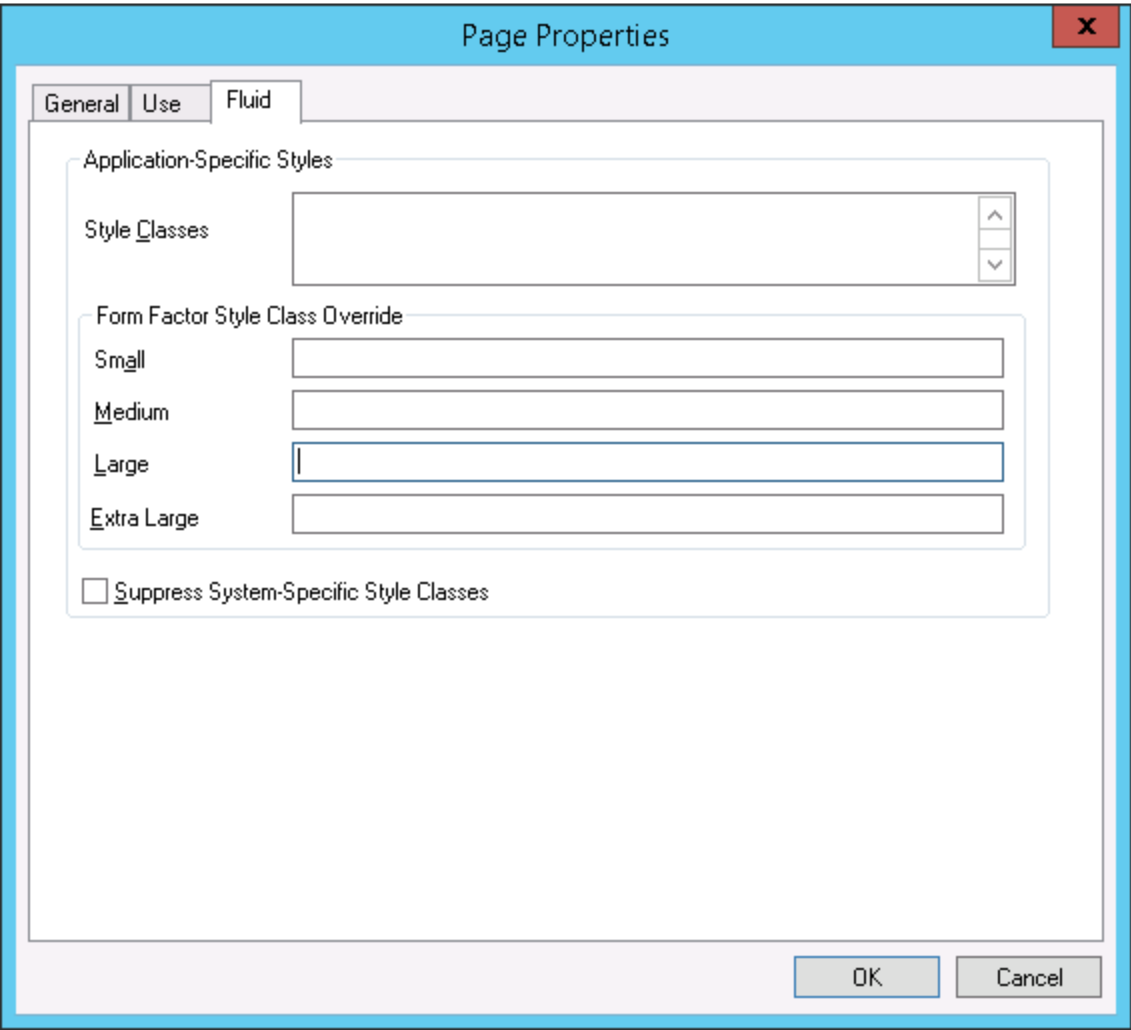 Page Properties
x
General Use Fluid
Application-Specific Styles
Style Classes
Form Factor Style Class Override
Small
Medium
Large
Extra Large
Suppress System-Specific Style Classes
OK Cancel